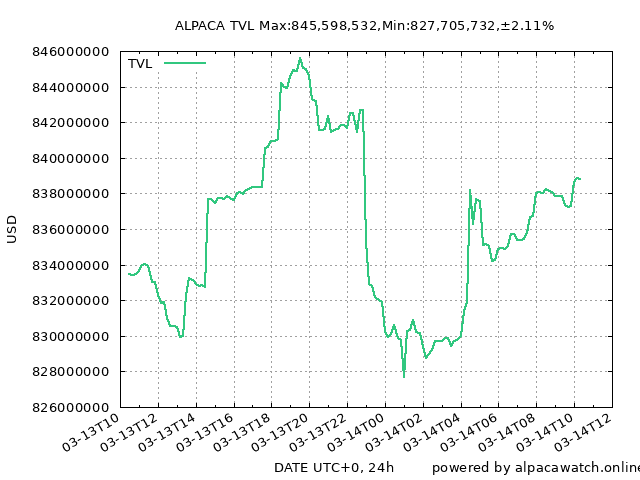 ALPACA TVL Max:845,598,532,Min:827,705,732,±2.11%
TVL
846000000
844000000
842000000
840000000
838000000
836000000
834000000
832000000
830000000
828000000
826000000
USD
03-13T10
03-13T12
03-13T14
03-13T16
03-13T18
03-13T20
03-13T22
03-14T00
03-14T02
03-14T04
03-14T06
03-14T08
03-14T10
03-14T12
DATE UTC+0, 24h
powered by alpacawatch.online